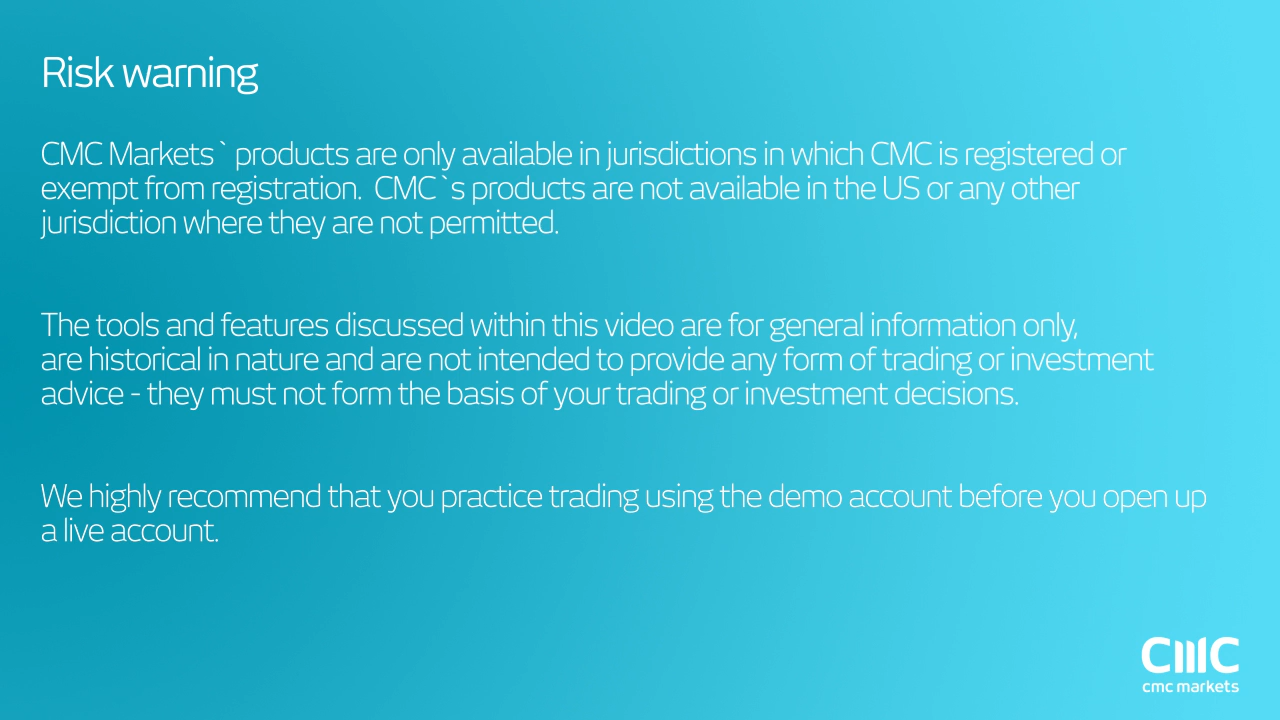 Risk warning
CMC Markets` products are only available in jurisdictions in which CMC is registered or
exempt from registration.  CMC`s products are not available in the US or any other
jurisdiction where they are not permitted.
The tools and features discussed within this video are for general information only,
are historical in nature and are not intended to provide any form of trading or investment
advice - they must not form the basis of your trading or investment decisions.
We highly recommend that you practice trading using the demo account before you open up
a live account.
CMC
cmc markets